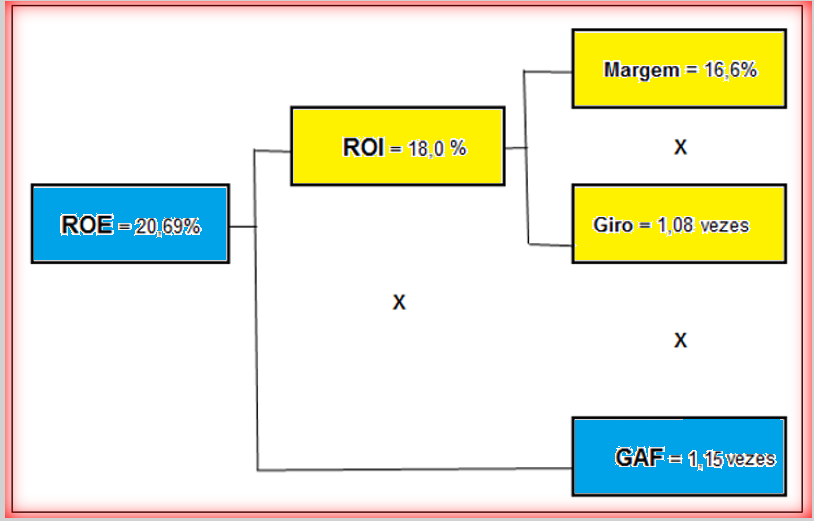 Margem = 16,6%
X
ROI = 18,0 %
ROE = 20,69%
Giro = 1,08 vezes
X
X
GAF = 1,15 vezes